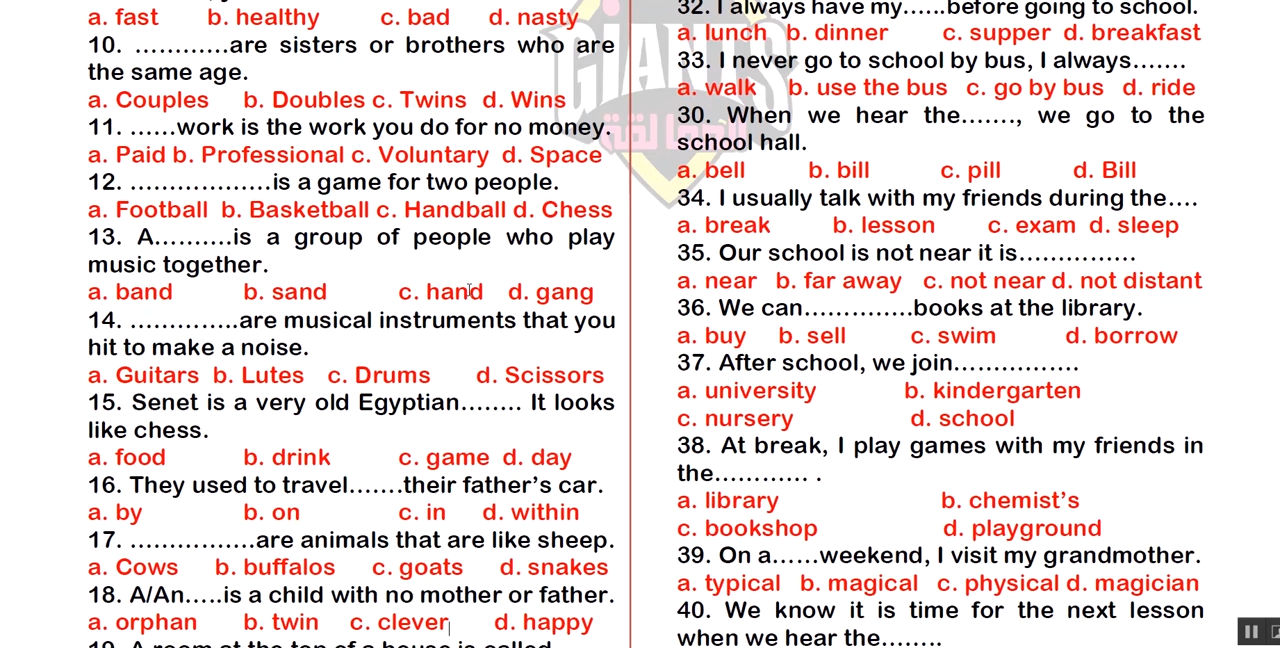 a. fast b. healthy c. bad d. nasty
10. …………are sisters or brothers who are
the same age.
a. Couples b. Doubles c. Twins d. Wins
11. ……work is the work you do for no money.
a. Paid b. Professional c. Voluntary d. Space
12. ……………….is a game for two people.
a. Football b. Basketball c. Handball d. Chess
13. A……….is a group of people who play
music together.
a. band b. sand c. hand d. gang
14. …………..are musical instruments that you
hit to make a noise.
a. Guitars b. Lutes c. Drums d. Scissors
15. Senet is a very old Egyptian…….. It looks
like chess.
a. food b. drink c. game d. day
16. They used to travel…….their father’s car.
a. by b. on c. in d. within
17. …………….are animals that are like sheep.
a. Cows b. buffalos c. goats d. snakes
18. A/An…..is a child with no mother or father.
a. orphan b. twin c. clever d. happy
19. A room at the top of a house is called
32. I always have my……before going to school.
a. lunch b. dinner c. supper d. breakfast
33. I never go to school by bus, I always…….
a. walk b. use the bus c. go by bus d. ride
30. When we hear the……., we go to the
school hall.
a. bell b. bill c. pill d. Bill
34. I usually talk with my friends during the….
a. break b. lesson c. exam d. sleep
35. Our school is not near it is……………
a. near b. far away c. not near d. not distant
36. We can…………..books at the library.
a. buy b. sell c. swim d. borrow
37. After school, we join…………….
a. university b. kindergarten
c. nursery d. school
38. At break, I play games with my friends in
the………… .
a. library b. chemist’s
c. bookshop d. playground
39. On a……weekend, I visit my grandmother.
a. typical b. magical c. physical d. magician
40. We know it is time for the next lesson
when we hear the……..
GIANTS